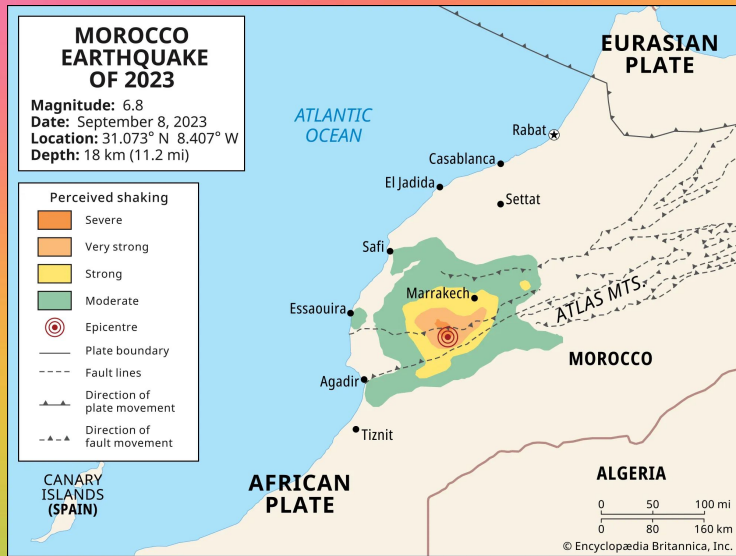 MOROCCO
EARTHQUAKE
OF 2023
Magnitude: 6.8
Date: September 8, 2023
Location: 31.073° N 8.407° W
Depth: 18 km (11.2 mi)
Perceived shaking
Severe
Very strong
Strong
Moderate
Epicentre
Plate boundary
Fault lines
Direction of
plate movement
Direction of
fault movement
EURASIAN
PLATE
ATLANTIC
OCEAN
Rabat
Casablanca
El Jadida
Settat
Safi
Marrakech
Essaouira
ATLAS MTS.
MOROCCO
Agadir
Tiznit
CANARY
ISLANDS
(SPAIN)
AFRICAN
PLATE
ALGERIA
0 50 100 mi
0 80 160 km
© Encyclopædia Britannica, Inc.